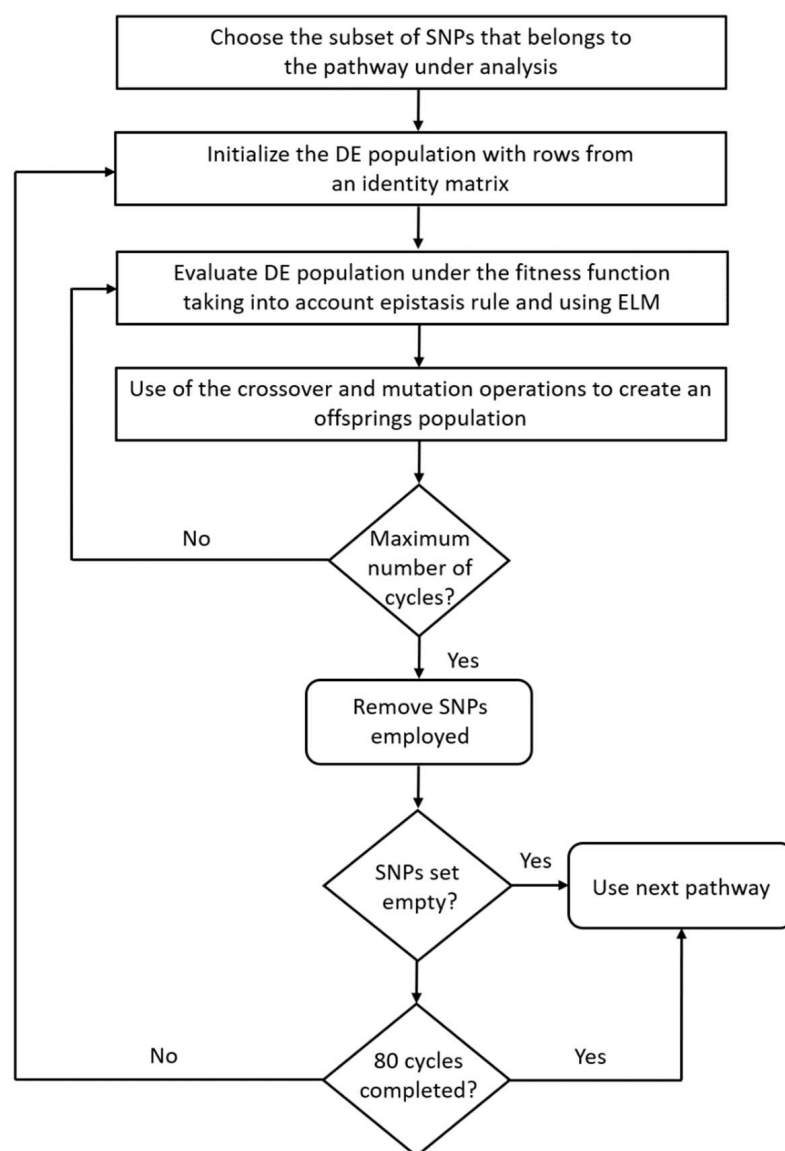 Choose the subset of SNPs that belongs to
the pathway under analysis
Initialize the DE population with rows from
an identity matrix
Evaluate DE population under the fitness function
taking into account epistasis rule and using ELM
Use of the crossover and mutation operations to create an
offsprings population
No
Maximum
number of
cycles?
Yes
Remove SNPs
employed
SNPs set
empty?
Yes
Use next pathway
No
80 cycles
completed?
Yes